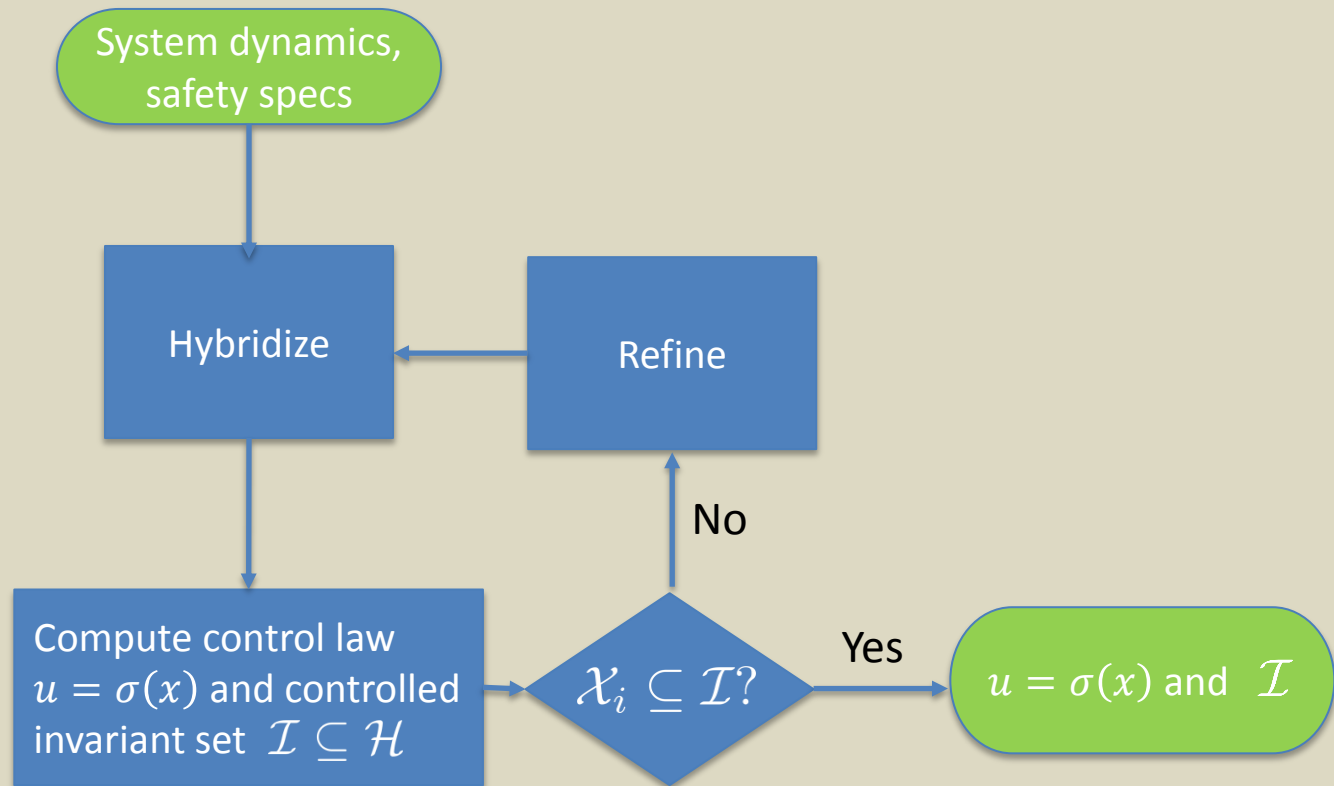 System dynamics,
safety specs
Hybridize
Refine
No
Compute control law
𝑢 = 𝜎(𝑥) and controlled
invariant set ℐ ⊆ ℋ
𝒳ᵢ ⊆ ℐ?
Yes
𝑢 = 𝜎(𝑥) and ℐ